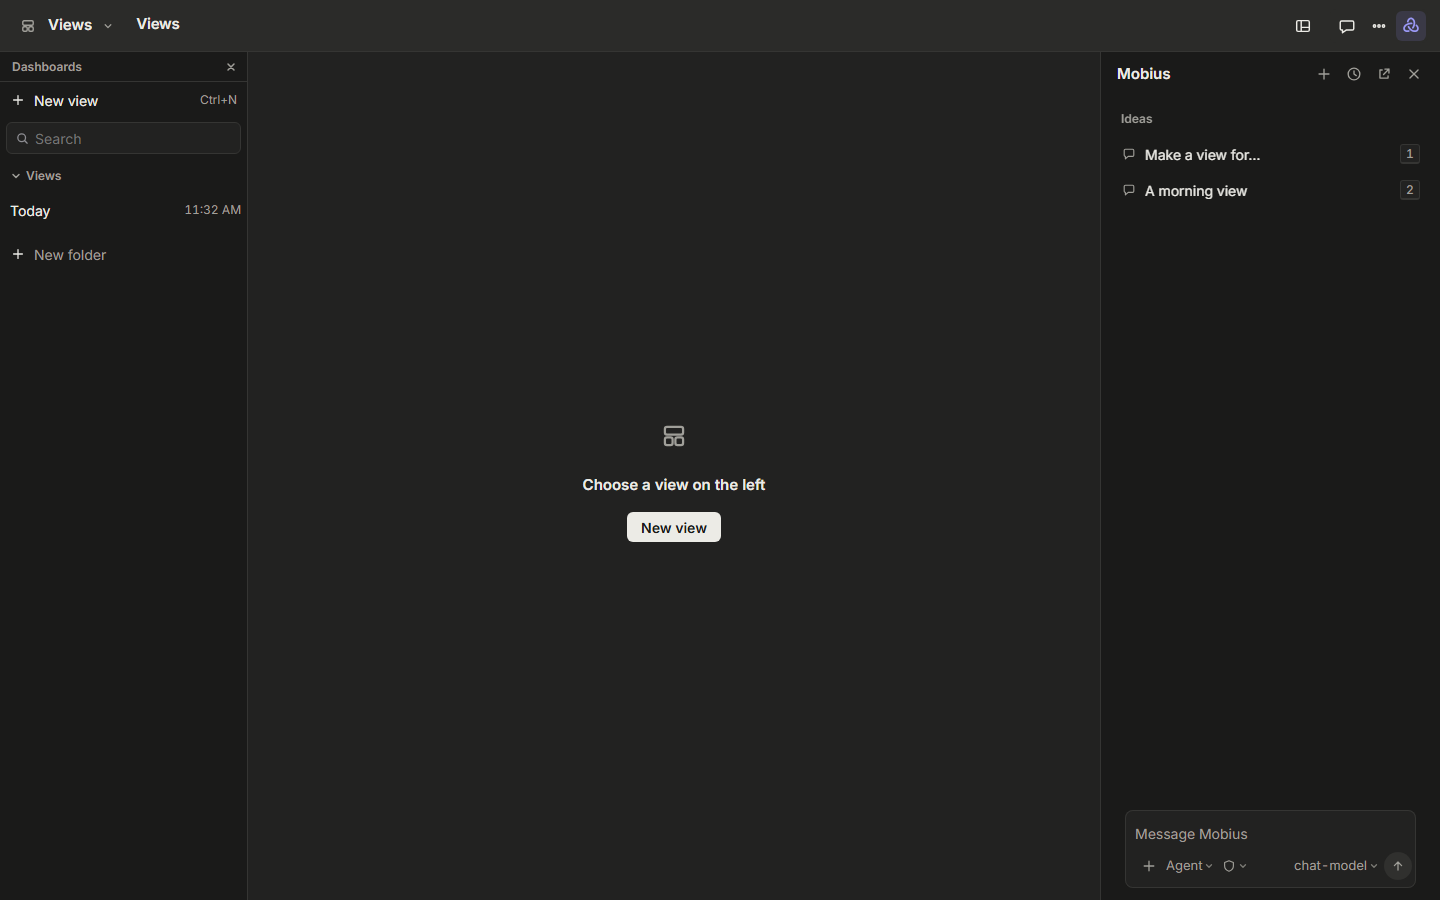 Views
Views
Dashboards
New view Ctrl+N
Search
Views
Today 11:32 AM
New folder
Choose a view on the left
New view
Mobius
Ideas
Make a view for... 1
A morning view 2
Message Mobius
Agent chat-model